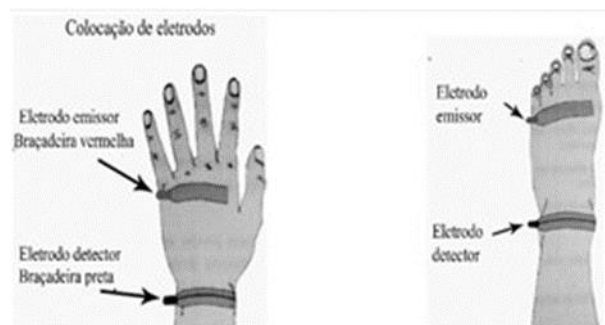 Colocação de eletrodos
Eletrodo emissor
Braçadeira vermelha
Eletrodo detector
Braçadeira preta
Eletrodo
emissor
Eletrodo
detector